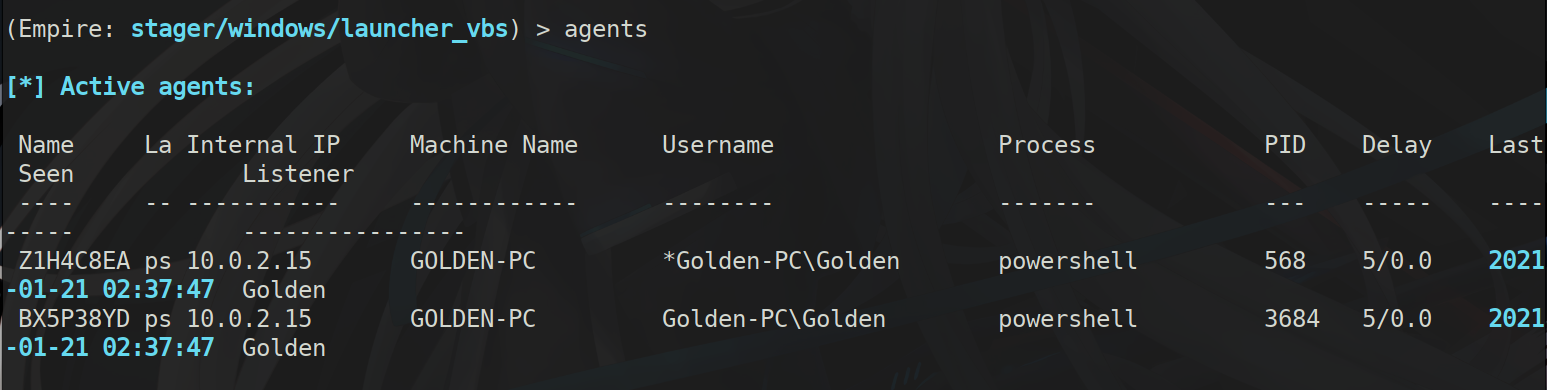 (Empire: stager/windows/launcher_vbs) > agents
[*] Active agents:
Name     La Internal IP     Machine Name      Username                Process            PID    Delay    Last
Seen            Listener
----     -- -----------     ------------      --------                -------            ---    -----    ----
-----            ----------------
Z1H4C8EA ps 10.0.2.15       GOLDEN-PC         *Golden-PC\Golden       powershell         568    5/0.0    2021
-01-21 02:37:47  Golden
BX5P38YD ps 10.0.2.15       GOLDEN-PC         Golden-PC\Golden        powershell         3684   5/0.0    2021
-01-21 02:37:47  Golden